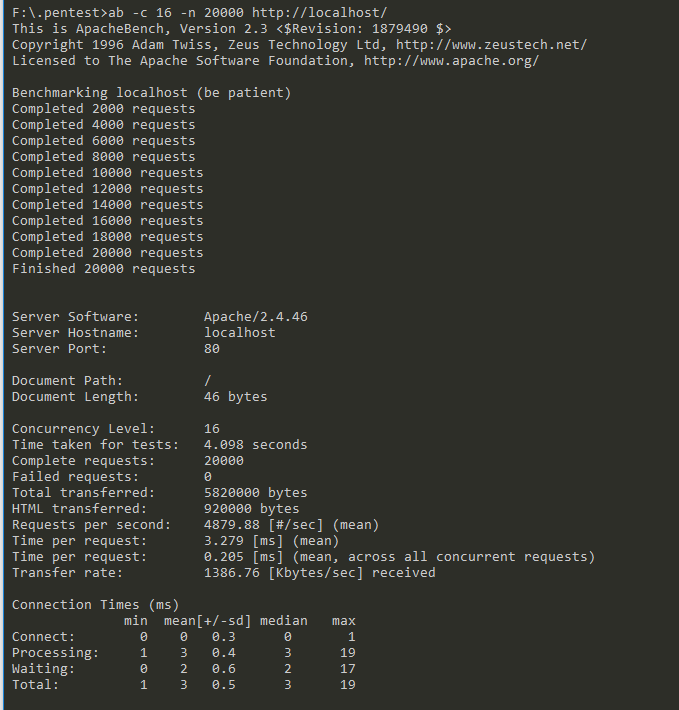 F:\.pentest>ab -c 16 -n 20000 http://localhost/
This is ApacheBench, Version 2.3 <$Revision: 1879490 $>
Copyright 1996 Adam Twiss, Zeus Technology Ltd, http://www.zeustech.net/
Licensed to The Apache Software Foundation, http://www.apache.org/

Benchmarking localhost (be patient)
Completed 2000 requests
Completed 4000 requests
Completed 6000 requests
Completed 8000 requests
Completed 10000 requests
Completed 12000 requests
Completed 14000 requests
Completed 16000 requests
Completed 18000 requests
Completed 20000 requests
Finished 20000 requests


Server Software:        Apache/2.4.46
Server Hostname:        localhost
Server Port:            80

Document Path:          /
Document Length:        46 bytes

Concurrency Level:      16
Time taken for tests:   4.098 seconds
Complete requests:      20000
Failed requests:        0
Total transferred:      5820000 bytes
HTML transferred:       920000 bytes
Requests per second:    4879.88 [#/sec] (mean)
Time per request:       3.279 [ms] (mean)
Time per request:       0.205 [ms] (mean, across all concurrent requests)
Transfer rate:          1386.76 [Kbytes/sec] received

Connection Times (ms)
              min  mean[+/-sd] median   max
Connect:        0    0   0.3      0       1
Processing:     1    3   0.4      3      19
Waiting:        0    2   0.6      2      17
Total:          1    3   0.5      3      19